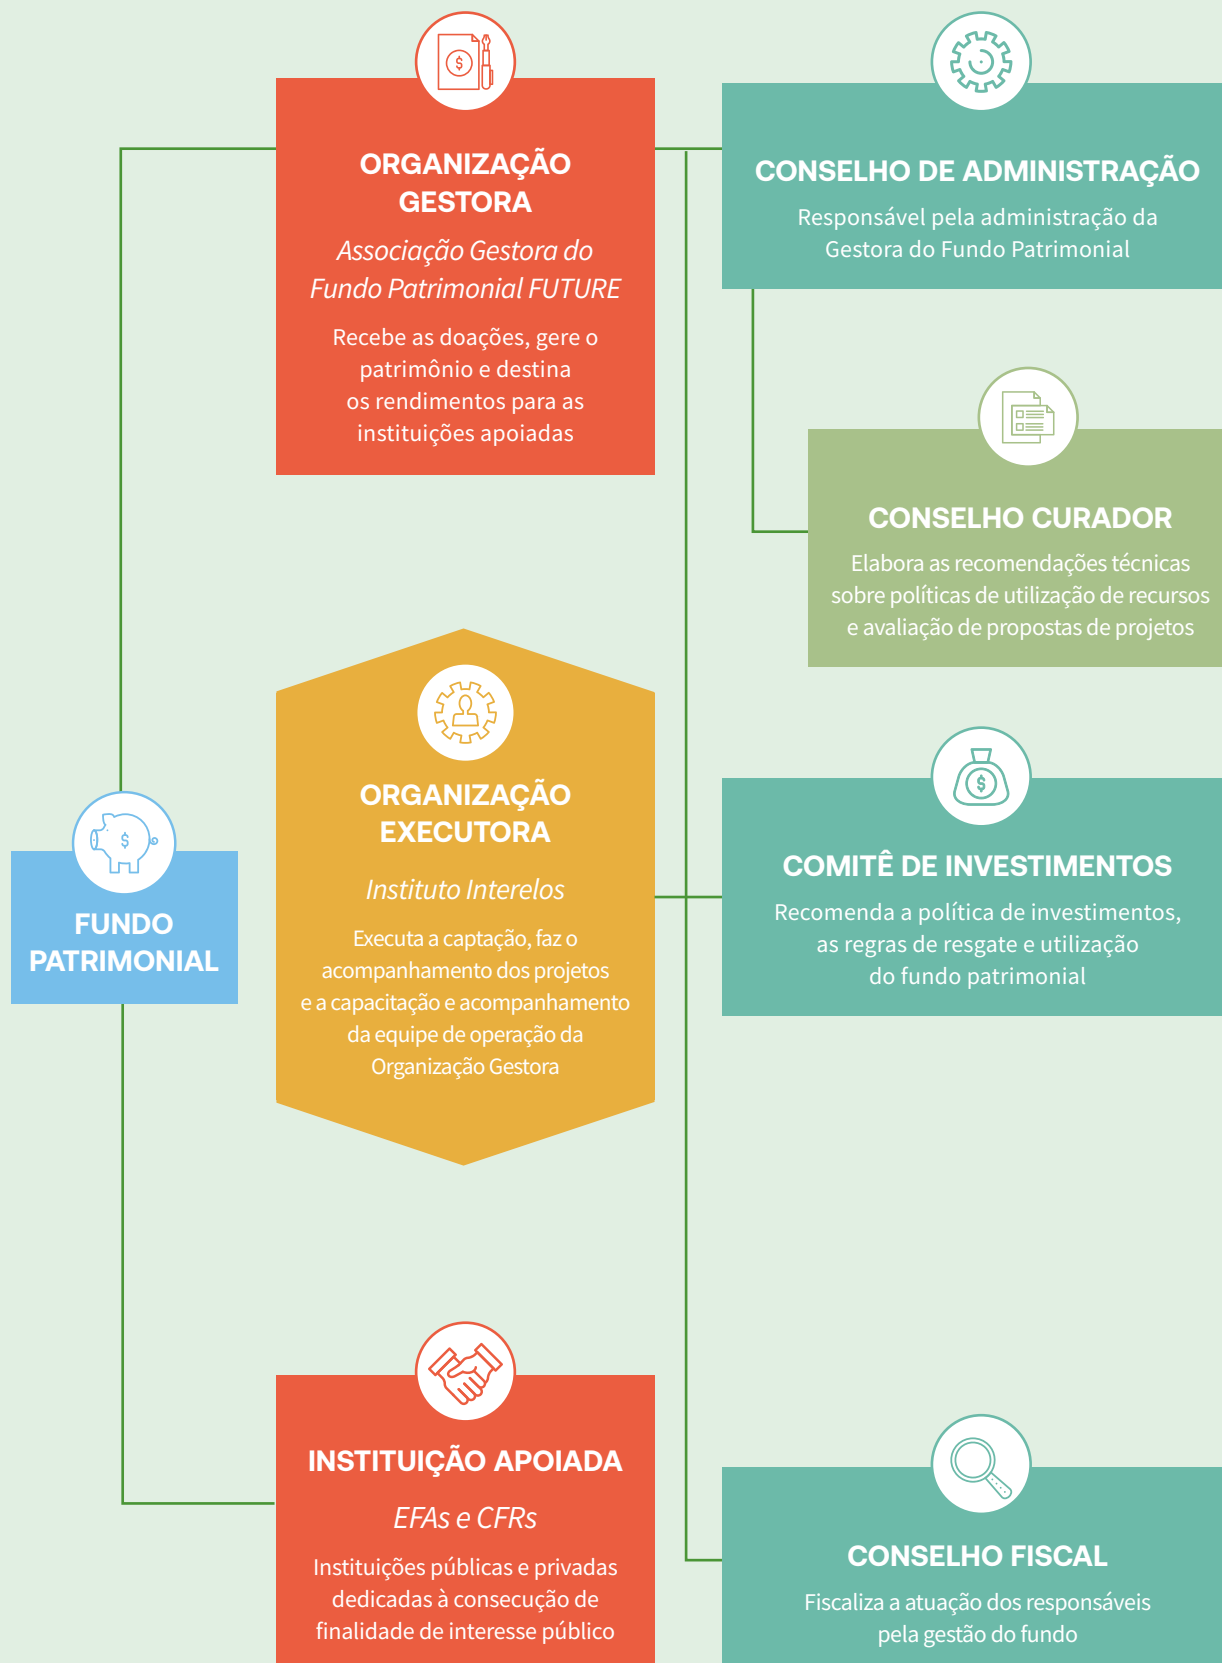 ORGANIZAÇÃO
GESTORA
Associação Gestora do
Fundo Patrimonial FUTURE
Recebe as doações, gere o
patrimônio e destina
os rendimentos para as
instituições apoiadas
CONSELHO DE ADMINISTRAÇÃO
Responsável pela administração da
Gestora do Fundo Patrimonial
CONSELHO CURADOR
Elabora as recomendações técnicas
sobre políticas de utilização de recursos
e avaliação de propostas de projetos
ORGANIZAÇÃO
EXECUTORA
Instituto Interelos
Executa a captação, faz o
acompanhamento dos projetos
e a capacitação e acompanhamento
da equipe de operação da
Organização Gestora
FUNDO
PATRIMONIAL
COMITÊ DE INVESTIMENTOS
Recomenda a política de investimentos,
as regras de resgate e utilização
do fundo patrimonial
INSTITUIÇÃO APOIADA
EFAs e CFRs
Instituições públicas e privadas
dedicadas à consecução de
finalidade de interesse público
CONSELHO FISCAL
Fiscaliza a atuação dos responsáveis
pela gestão do fundo